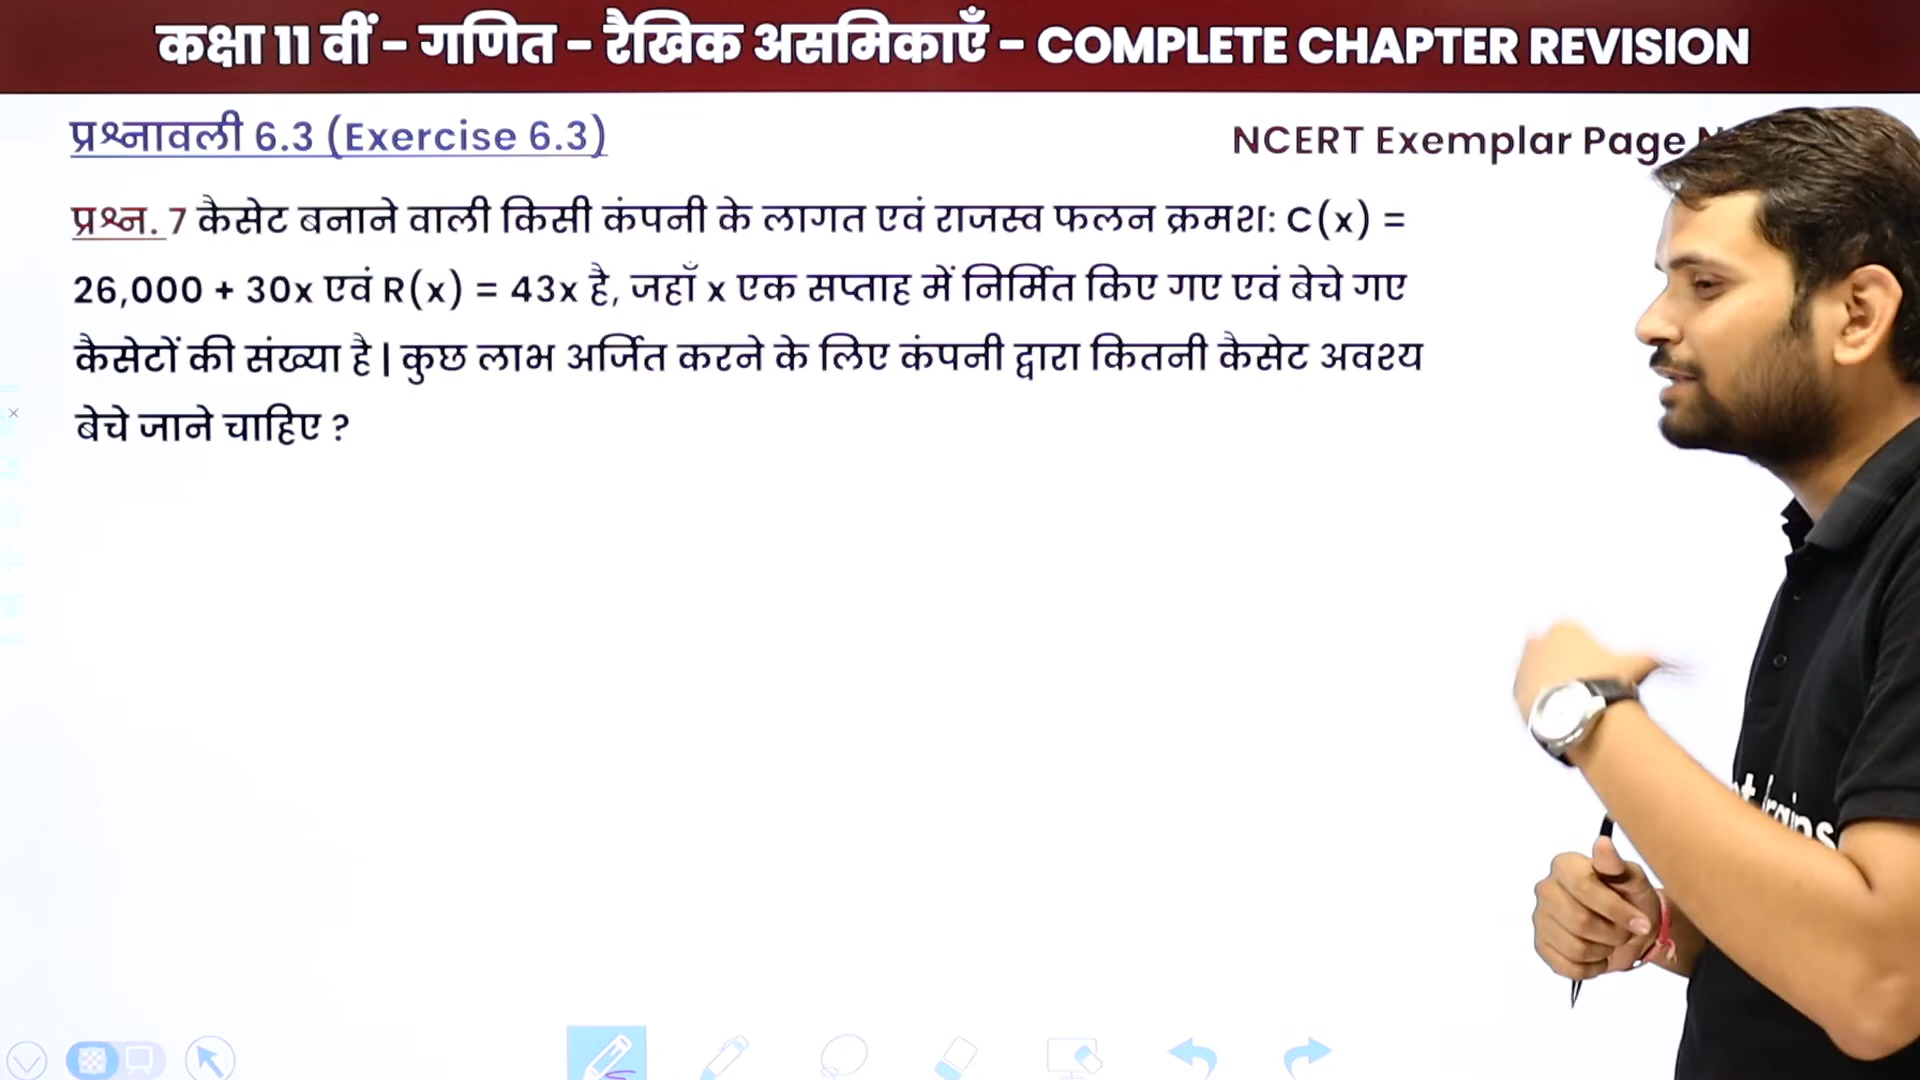 कक्षा 11 वीं – गणित – रैखिक असमिकाएँ – COMPLETE CHAPTER REVISION
प्रश्नावली 6.3 (Exercise 6.3)
NCERT Exemplar Page
प्रश्न. 7 कैसेट बनाने वाली किसी कंपनी के लागत एवं राजस्व फलन क्रमश: C(x) =
26,000 + 30x एवं R(x) = 43x है, जहाँ x एक सप्ताह में निर्मित किए गए एवं बेचे गए
कैसेटों की संख्या है | कुछ लाभ अर्जित करने के लिए कंपनी द्वारा कितनी कैसेट अवश्य
बेचे जाने चाहिए ?